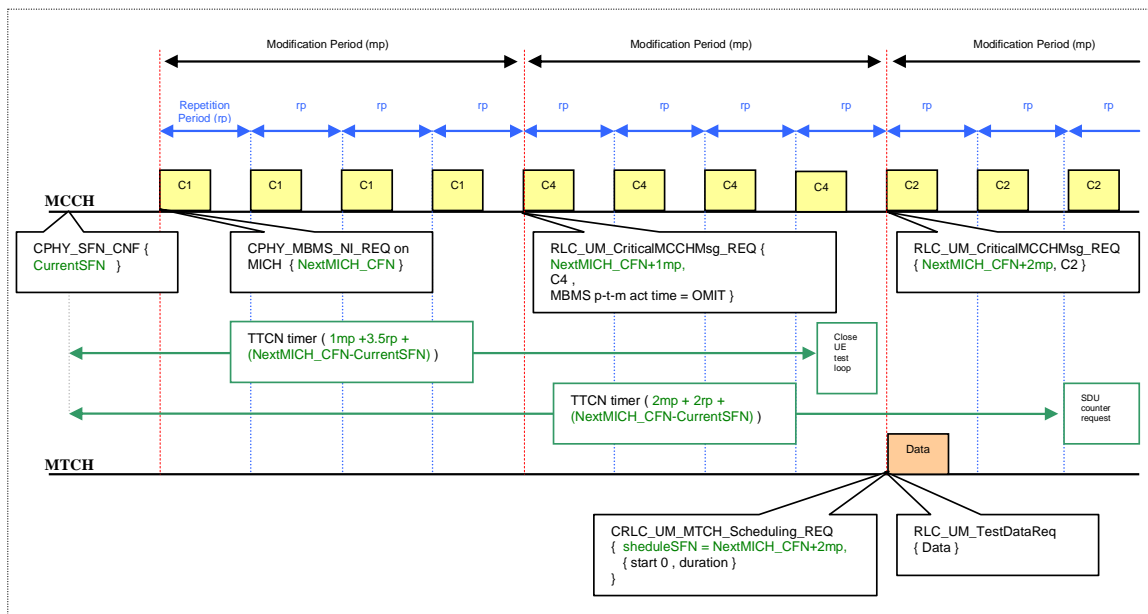 Modification Period (mp)
Modification Period (mp)
Modification Period (mp)
Repetition
Period (rp)
rp
rp
rp
rp
rp
rp
rp
rp
rp
rp
C1
C1
C1
C1
C4
C4
C4
C4
C2
C2
C2
MCCH
CPHY_SFN_CNF {
CurrentSFN }
CPHY_MBMS_NI_REQ on
MICH { NextMICH_CFN }
RLC_UM_CriticalMCCHMsg_REQ {
NextMICH_CFN+1mp,
C4 ,
MBMS p-t-m act time = OMIT }
RLC_UM_CriticalMCCHMsg_REQ
{ NextMICH_CFN+2mp, C2 }
TTCN timer ( 1mp +3.5rp +
(NextMICH_CFN-CurrentSFN) )
Close
UE
test
loop
TTCN timer ( 2mp + 2rp +
(NextMICH_CFN-CurrentSFN) )
SDU
counter
request
Data
MTCH
CRLC_UM_MTCH_Scheduling_REQ
{ sheduleSFN = NextMICH_CFN+2mp,
{ start 0 , duration }
}
RLC_UM_TestDataReq
{ Data }